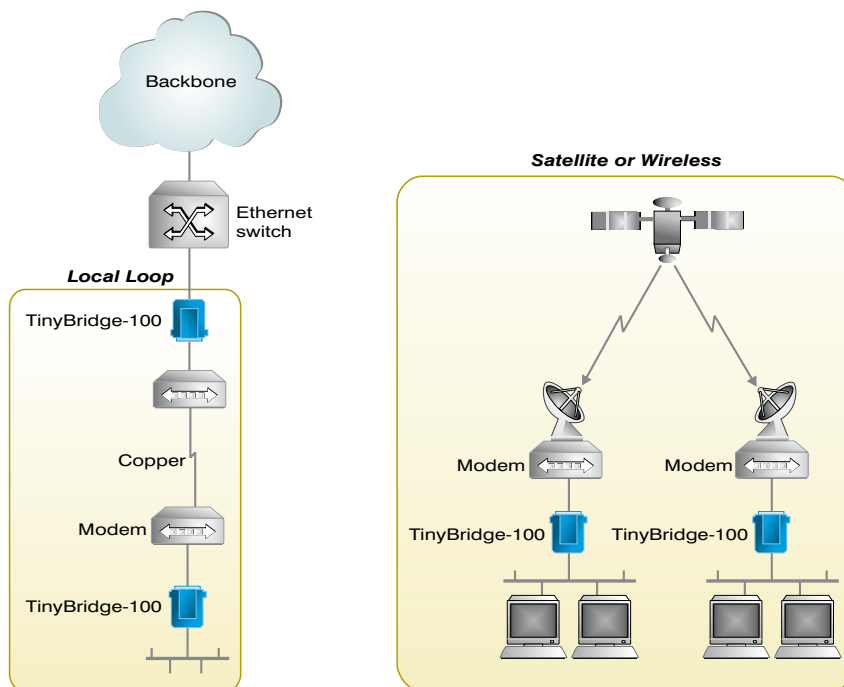 Backbone
Ethernet
switch
Local Loop
TinyBridge-100
Copper
Modem
TinyBridge-100
Satellite or Wireless
Modem
Modem
TinyBridge-100
TinyBridge-100